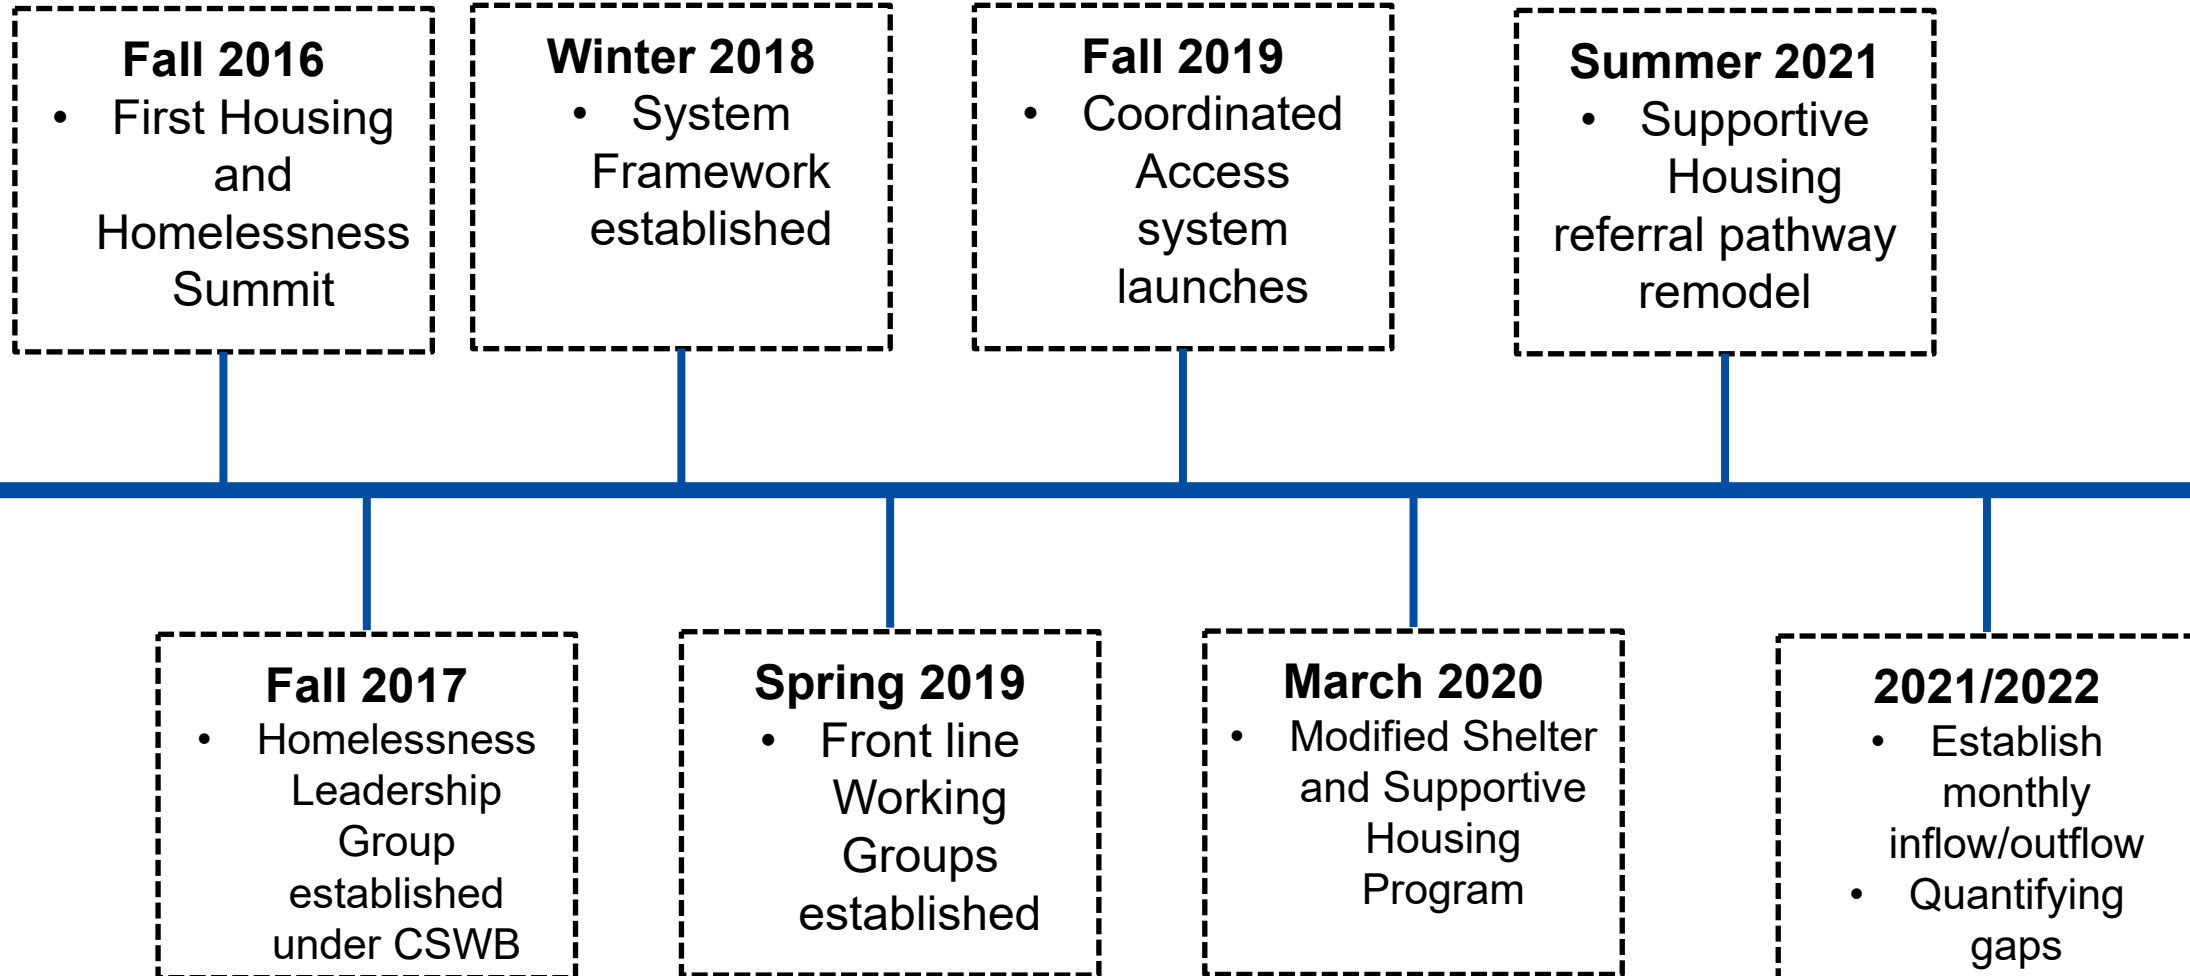 Fall 2016
• First Housing
and
Homelessness
Summit
Winter 2018
• System
Framework
established
Fall 2019
• Coordinated
Access
system
launches
Summer 2021
• Supportive
Housing
referral pathway
remodel
Fall 2017
• Homelessness
Leadership
Group
established
under CSWB
Spring 2019
• Front line
Working
Groups
established
March 2020
• Modified Shelter
and Supportive
Housing
Program
2021/2022
• Establish
monthly
inflow/outflow
• Quantifying
gaps